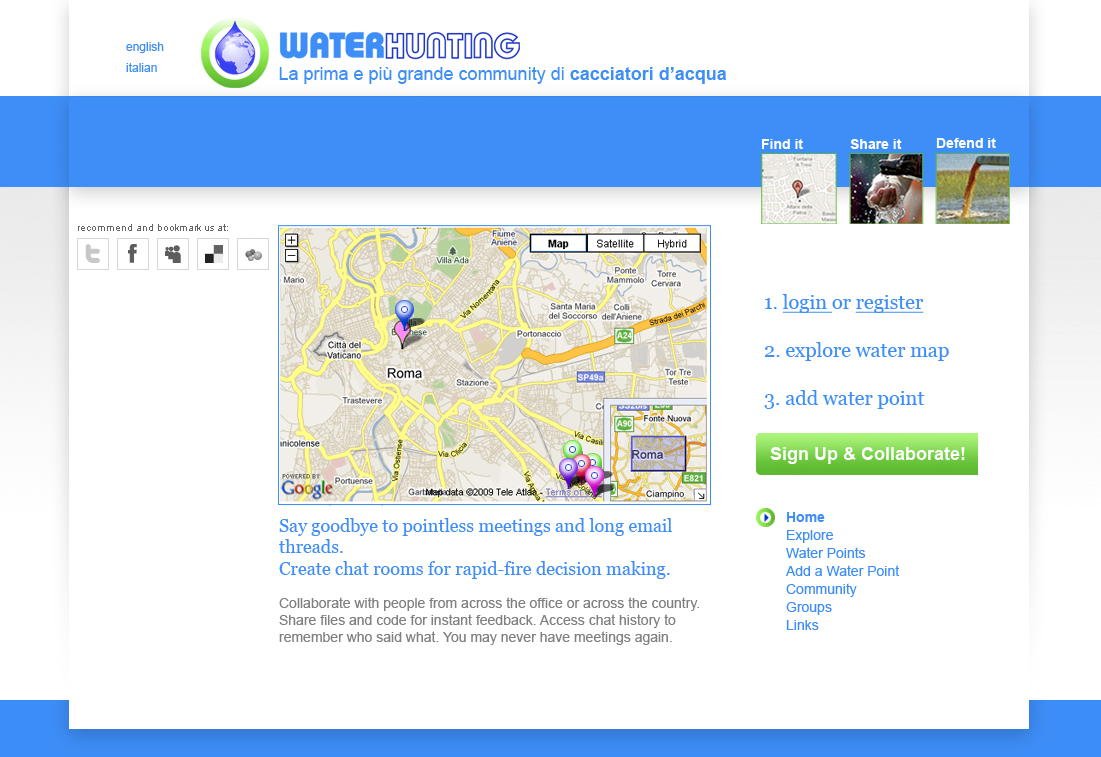 english
italian
WATERHUNTING
La prima e più grande community di cacciatori d'acqua
Find it
Share it
Defend it
recommend and bookmark us at:
Map
Satellite
Hybrid
Fiume
Aniene
Villa Ada
Mario
Via Nomentana
Ponte
Mammolo
Torre
Cervara
Santa Maria
del Soccorso
Colli
dell'Aniene
Strada dei Parchi
A24
Portonaccio
Città del
Vaticano
Roma
Stazione
SP49a
Tor Tre
Teste
Trastevere
nicolense
Via Ostiense
Via Cilicia
Via Casili
A90
Fonte Nuova
Roma
E821
Ciampino
POWERED BY
Google
Portuense
Map data ©2009 Tele Atlas - Terms of
1. login or register
2. explore water map
3. add water point
Sign Up & Collaborate!
Home
Explore
Water Points
Add a Water Point
Community
Groups
Links
Say goodbye to pointless meetings and long email
threads.
Create chat rooms for rapid-fire decision making.
Collaborate with people from across the office or across the country.
Share files and code for instant feedback. Access chat history to
remember who said what. You may never have meetings again.